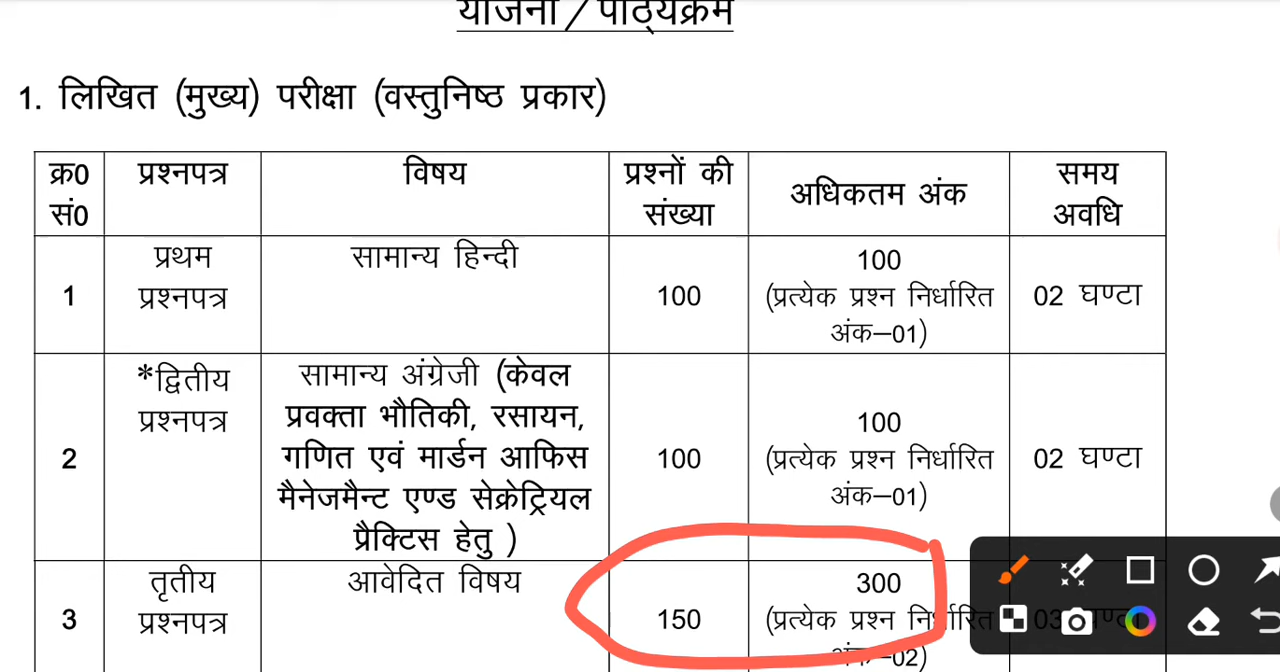 योजना/पाठ्यक्रम
1. लिखित (मुख्य) परीक्षा (वस्तुनिष्ठ प्रकार)
क्र0 सं0 प्रश्नपत्र विषय प्रश्नों की संख्या अधिकतम अंक समय अवधि
1 प्रथम प्रश्नपत्र सामान्य हिन्दी 100 100 (प्रत्येक प्रश्न निर्धारित अंक–01) 02 घण्टा
2 *द्वितीय प्रश्नपत्र सामान्य अंग्रेजी (केवल प्रवक्ता भौतिकी, रसायन, गणित एवं मार्डन आफिस मैनेजमैन्ट एण्ड सेक्रेट्रियल प्रैक्टिस हेतु ) 100 100 (प्रत्येक प्रश्न निर्धारित अंक–01) 02 घण्टा
3 तृतीय प्रश्नपत्र आवेदित विषय 150 300 (प्रत्येक प्रश्न निर्धारित अंक–02)